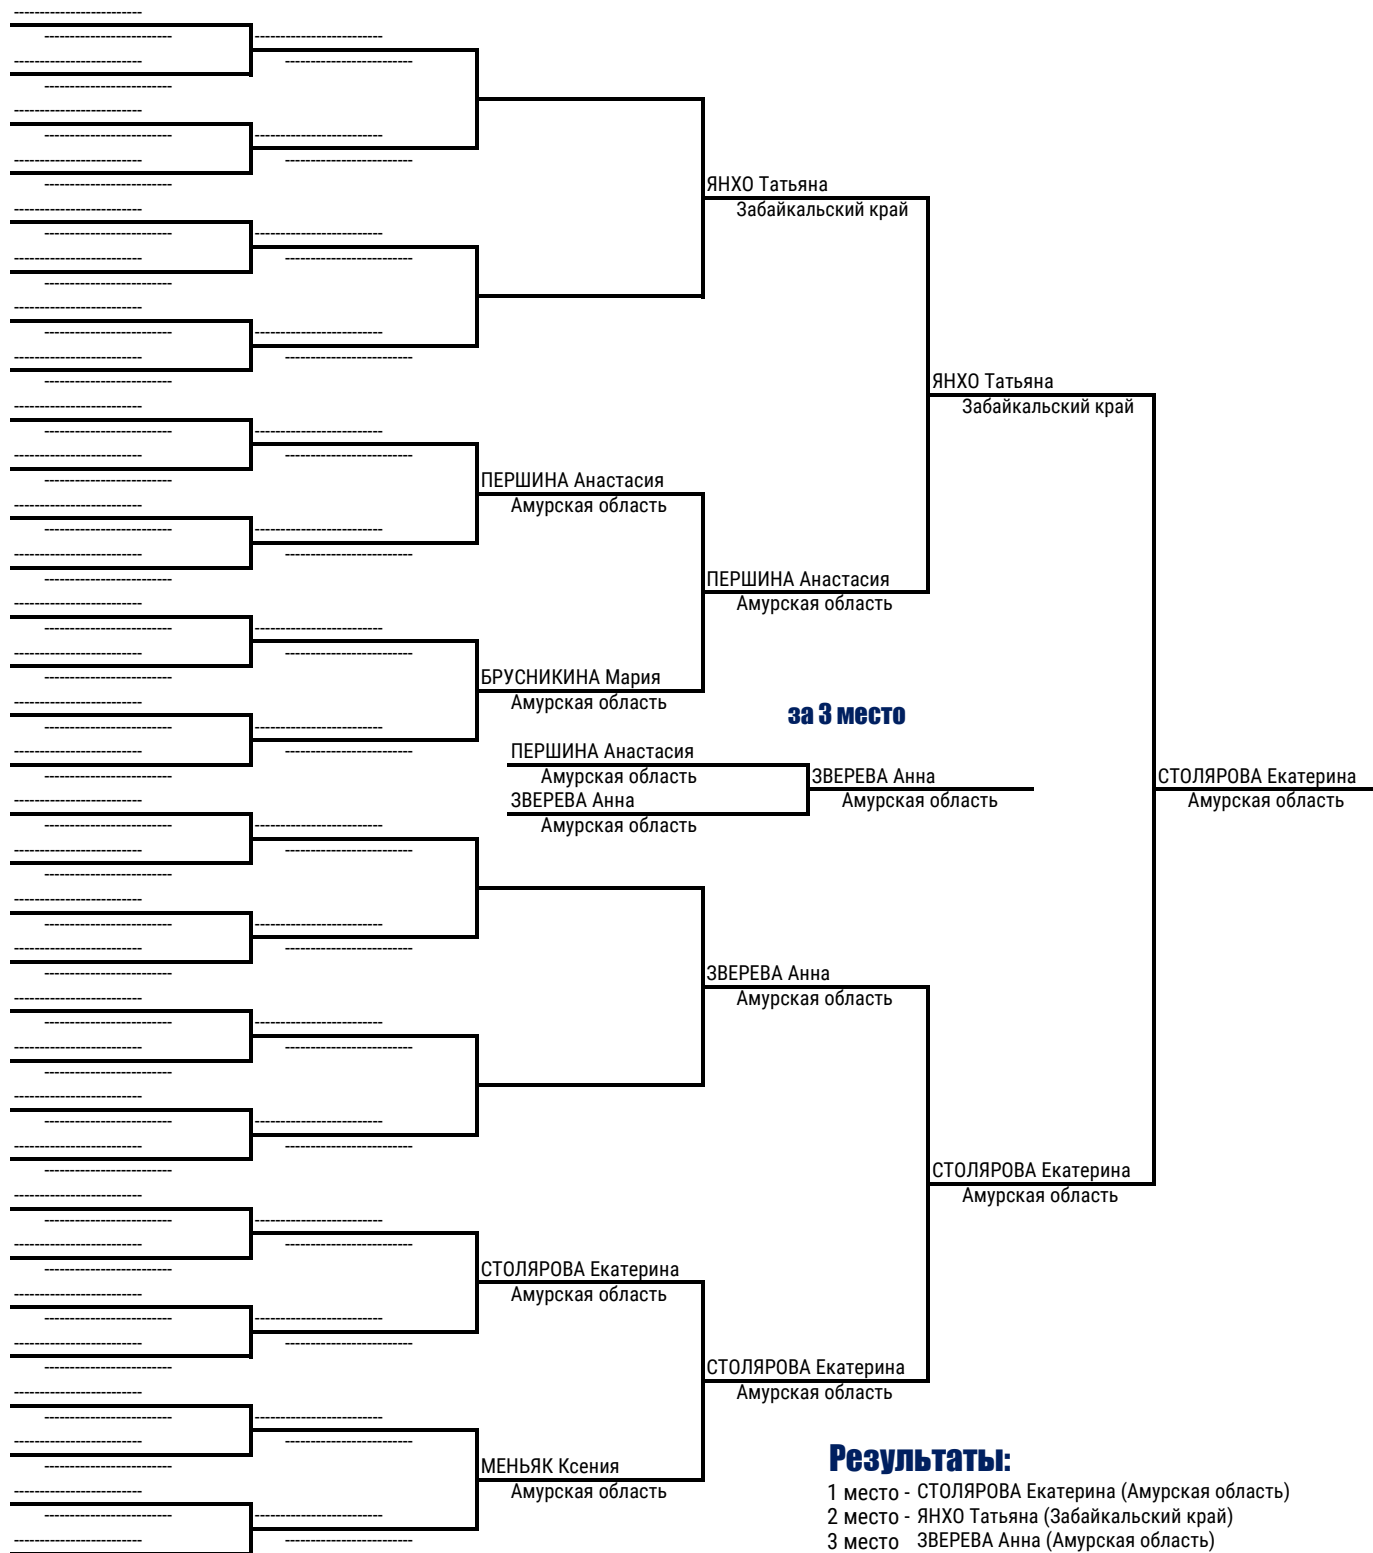 ЯНХО Татьяна
Забайкальский край
ЯНХО Татьяна
Забайкальский край
ПЕРШИНА Анастасия
Амурская область
ПЕРШИНА Анастасия
Амурская область
БРУСНИКИНА Мария
Амурская область
за 3 место
ПЕРШИНА Анастасия
Амурская область
ЗВЕРЕВА Анна
Амурская область
ЗВЕРЕВА Анна
Амурская область
СТОЛЯРОВА Екатерина
Амурская область
ЗВЕРЕВА Анна
Амурская область
СТОЛЯРОВА Екатерина
Амурская область
СТОЛЯРОВА Екатерина
Амурская область
СТОЛЯРОВА Екатерина
Амурская область
МЕНЬЯК Ксения
Амурская область
Результаты:
1 место - СТОЛЯРОВА Екатерина (Амурская область)
2 место - ЯНХО Татьяна (Забайкальский край)
3 место ЗВЕРЕВА Анна (Амурская область)